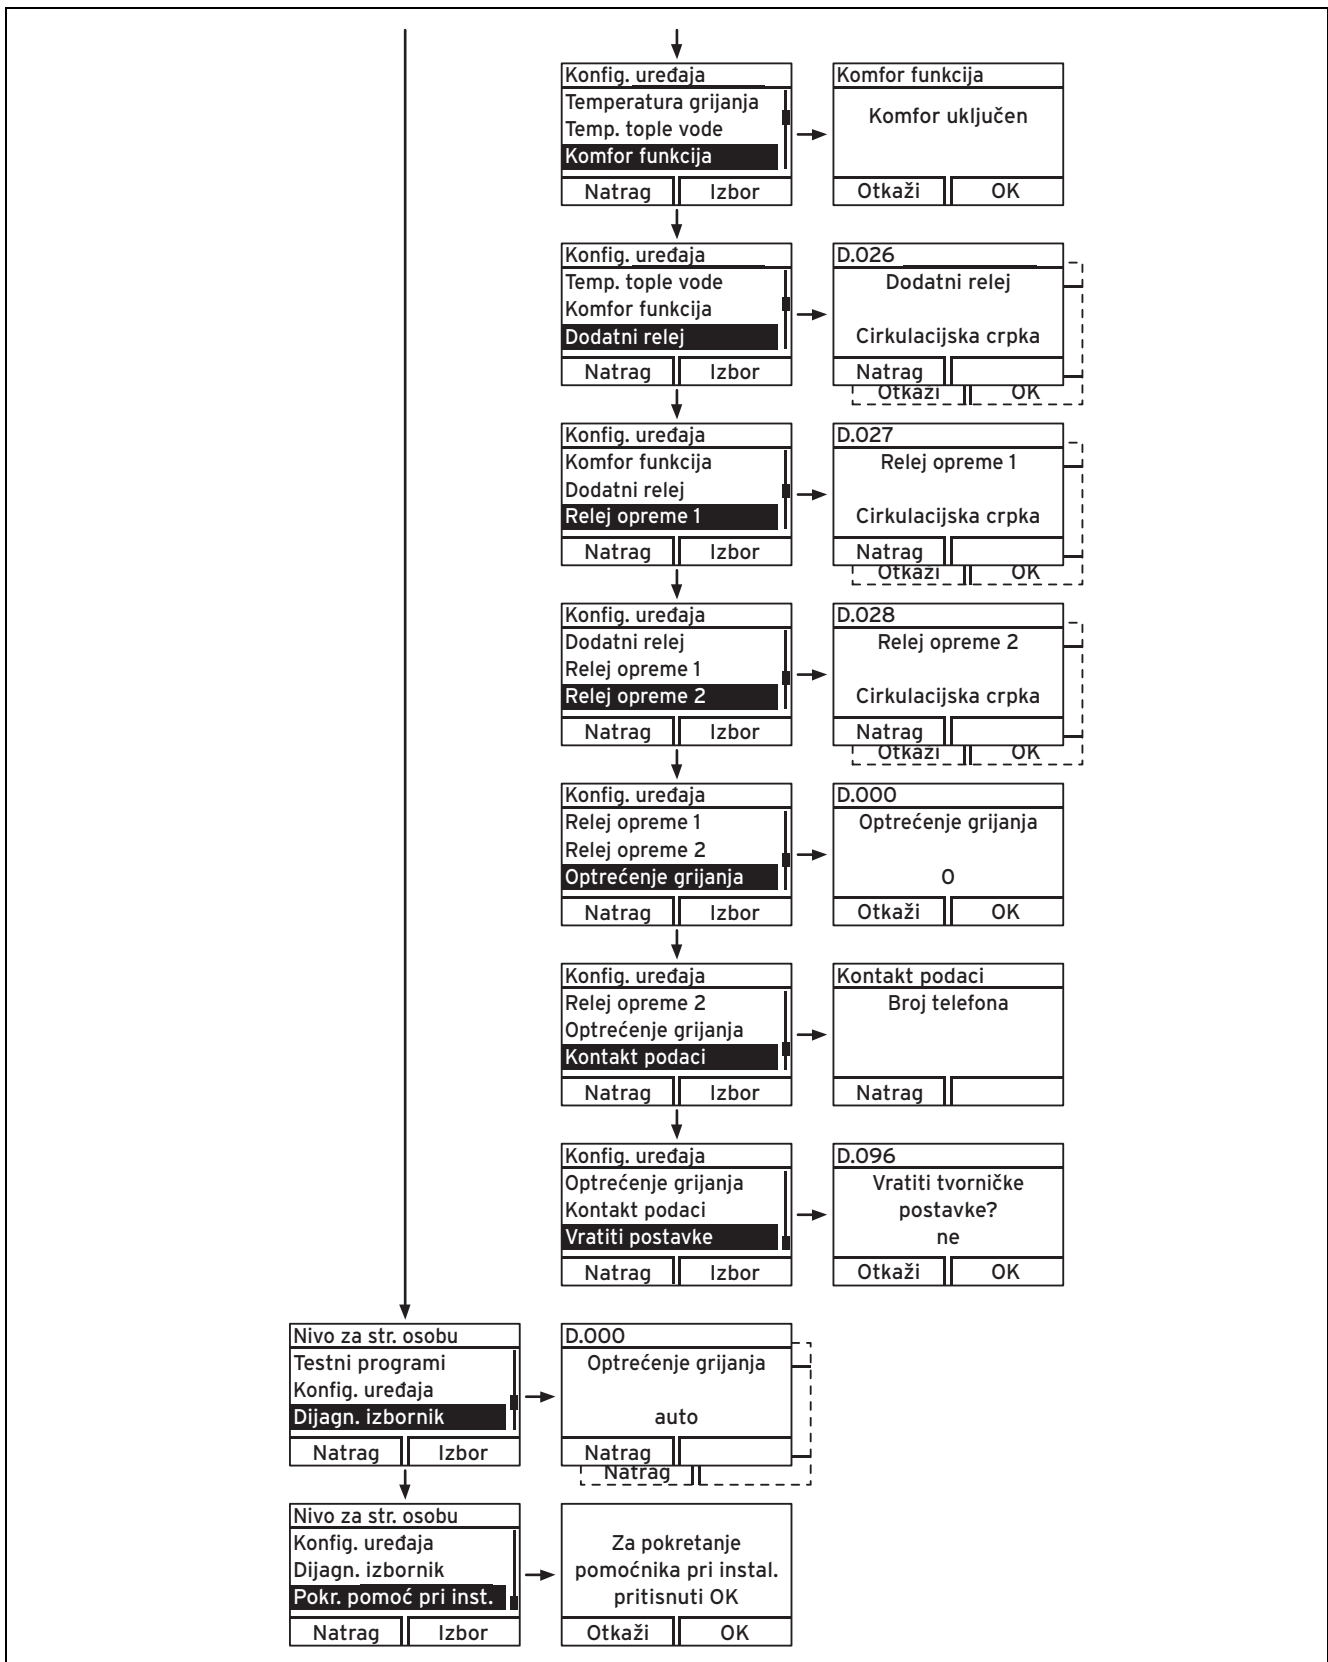 Konfig. uređaja
Temperatura grijanja
Temp. tople vode
Komfor funkcija
Natrag Izbor
Komfor funkcija
Komfor uključen
Otkaži OK
Konfig. uređaja
Temp. tople vode
Komfor funkcija
Dodatni relej
Natrag Izbor
D.026
Dodatni relej
Cirkulacijska crpka
Natrag
Otkaži OK
Konfig. uređaja
Komfor funkcija
Dodatni relej
Relej opreme 1
Natrag Izbor
D.027
Relej opreme 1
Cirkulacijska crpka
Natrag
Otkaži OK
Konfig. uređaja
Dodatni relej
Relej opreme 1
Relej opreme 2
Natrag Izbor
D.028
Relej opreme 2
Cirkulacijska crpka
Natrag
Otkaži OK
Konfig. uređaja
Relej opreme 1
Relej opreme 2
Optrećenje grijanja
Natrag Izbor
D.000
Optrećenje grijanja
0
Otkaži OK
Konfig. uređaja
Relej opreme 2
Optrećenje grijanja
Kontakt podaci
Natrag Izbor
Kontakt podaci
Broj telefona
Natrag
Konfig. uređaja
Optrećenje grijanja
Kontakt podaci
Vratiti postavke
Natrag Izbor
D.096
Vratiti tvorničke
postavke?
ne
Otkaži OK
Nivo za str. osobu
Testni programi
Konfig. uređaja
Dijagn. izbornik
Natrag Izbor
D.000
Optrećenje grijanja
auto
Natrag
Natrag
Nivo za str. osobu
Konfig. uređaja
Dijagn. izbornik
Pokr. pomoć pri inst.
Natrag Izbor
Za pokretanje
pomoćnika pri instal.
pritisnuti OK
Otkaži OK